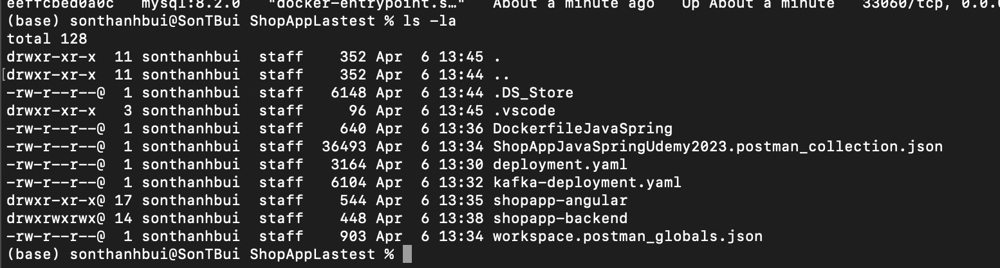 eeffcbed0a0c   mysql:8.2.0   "docker-entrypoint.s…"   About a minute ago   Up About a minute   33060/tcp, 0.0.0
(base) sonthanhbui@SonTBui ShopAppLastest % ls -la
total 128
drwxr-xr-x  11 sonthanhbui  staff    352 Apr  6 13:45 .
drwxr-xr-x  11 sonthanhbui  staff    352 Apr  6 13:44 ..
-rw-r--r--@  1 sonthanhbui  staff   6148 Apr  6 13:44 .DS_Store
drwxr-xr-x   3 sonthanhbui  staff     96 Apr  6 13:45 .vscode
-rw-r--r--@  1 sonthanhbui  staff    640 Apr  6 13:36 DockerfileJavaSpring
-rw-r--r--@  1 sonthanhbui  staff  36493 Apr  6 13:34 ShopAppJavaSpringUdemy2023.postman_collection.json
-rw-r--r--@  1 sonthanhbui  staff   3164 Apr  6 13:30 deployment.yaml
-rw-r--r--@  1 sonthanhbui  staff   6104 Apr  6 13:32 kafka-deployment.yaml
drwxr-xr-x@ 17 sonthanhbui  staff    544 Apr  6 13:35 shopapp-angular
drwxrwxrwx@ 14 sonthanhbui  staff    448 Apr  6 13:38 shopapp-backend
-rw-r--r--@  1 sonthanhbui  staff    903 Apr  6 13:34 workspace.postman_globals.json
(base) sonthanhbui@SonTBui ShopAppLastest %